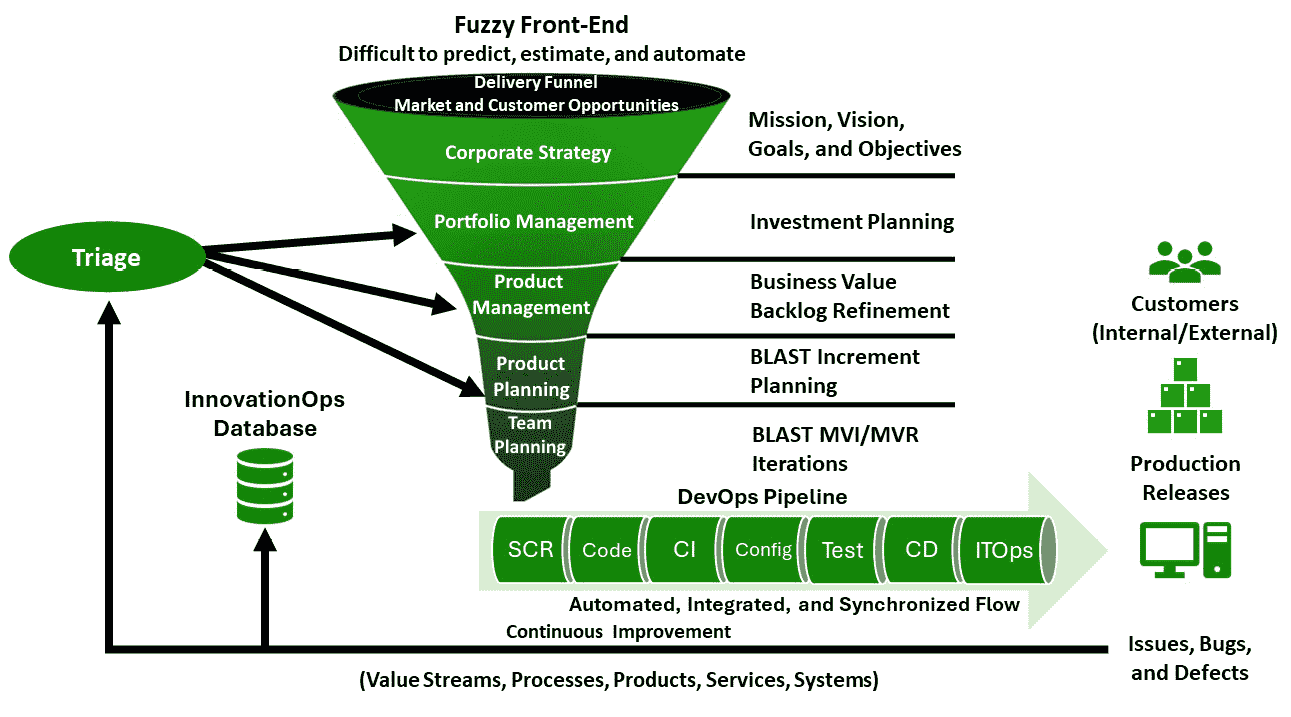 Fuzzy Front-End
Difficult to predict, estimate, and automate
Delivery Funnel
Market and Customer Opportunities
Corporate Strategy
Mission, Vision,
Goals, and Objectives
Portfolio Management
Investment Planning
Triage
Product
Management
Business Value
Backlog Refinement
Product
Planning
BLAST Increment
Planning
Team
Planning
BLAST MVI/MVR
Iterations
InnovationOps
Database
Customers
(Internal/External)
Production
Releases
DevOps Pipeline
SCR
Code
CI
Config
Test
CD
ITOps
Automated, Integrated, and Synchronized Flow
Continuous Improvement
Issues, Bugs,
and Defects
(Value Streams, Processes, Products, Services, Systems)